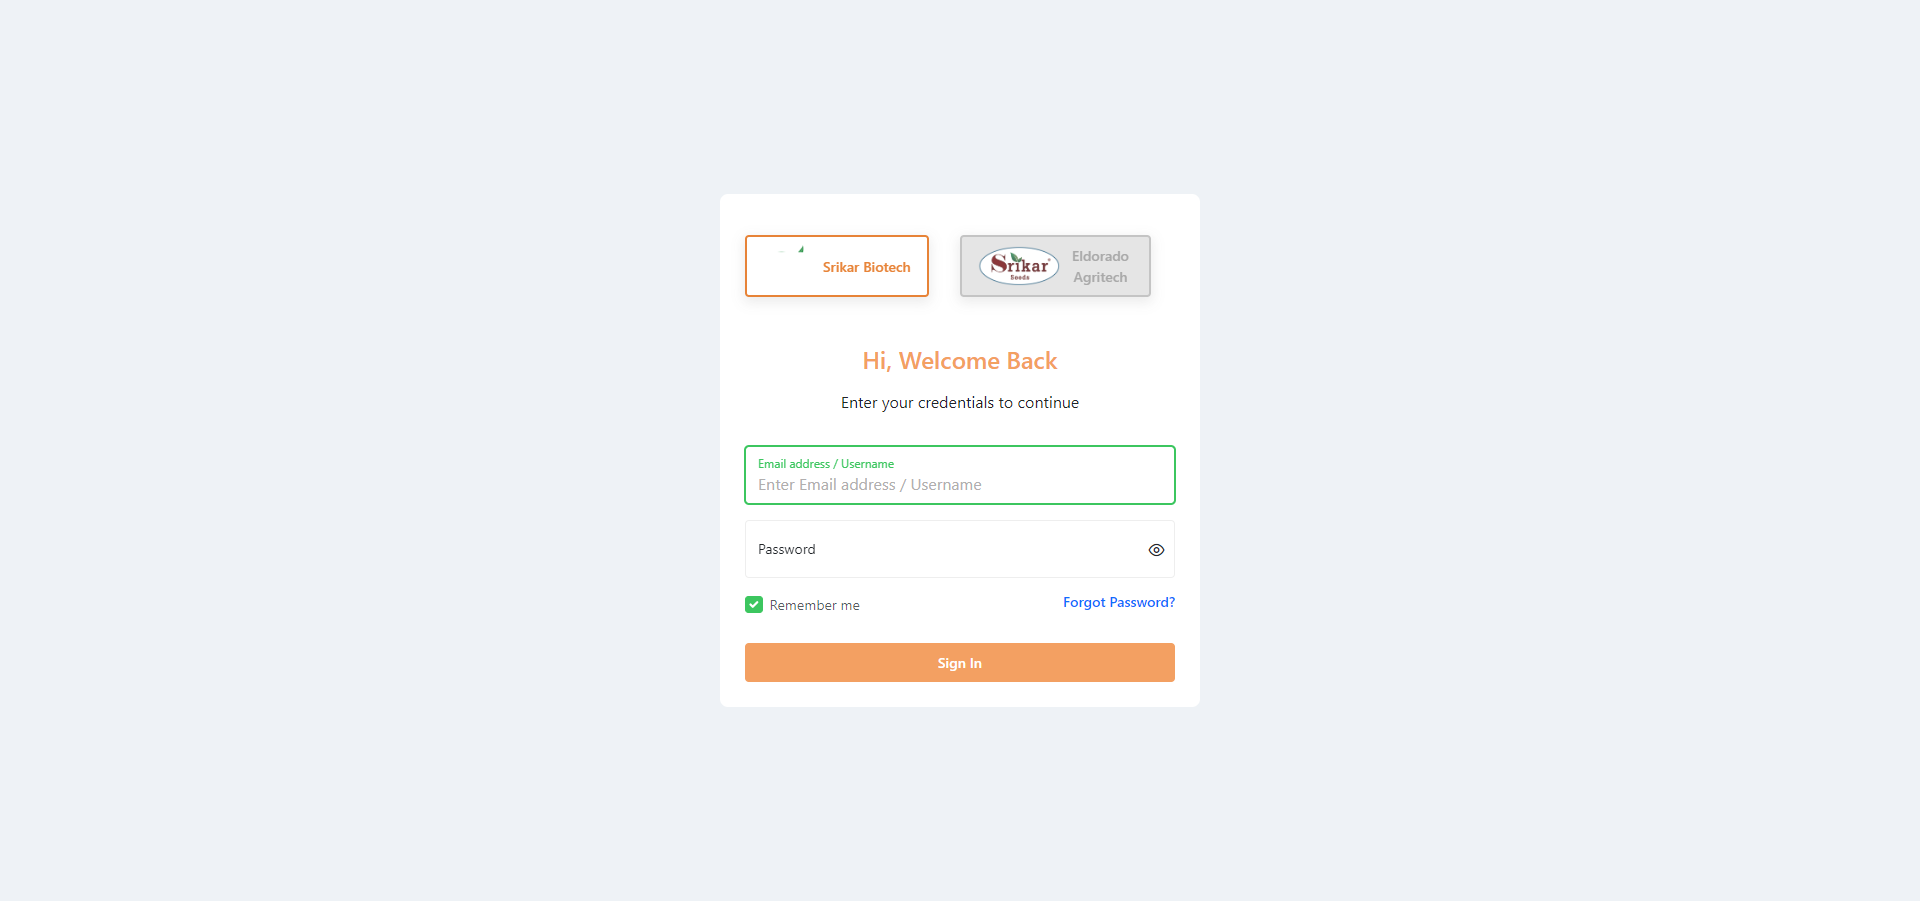 Srikar Biotech
Srikar
Seeds
Eldorado
Agritech
Hi, Welcome Back
Enter your credentials to continue
Email address / Username
Enter Email address / Username
Password
Remember me
Forgot Password?
Sign In